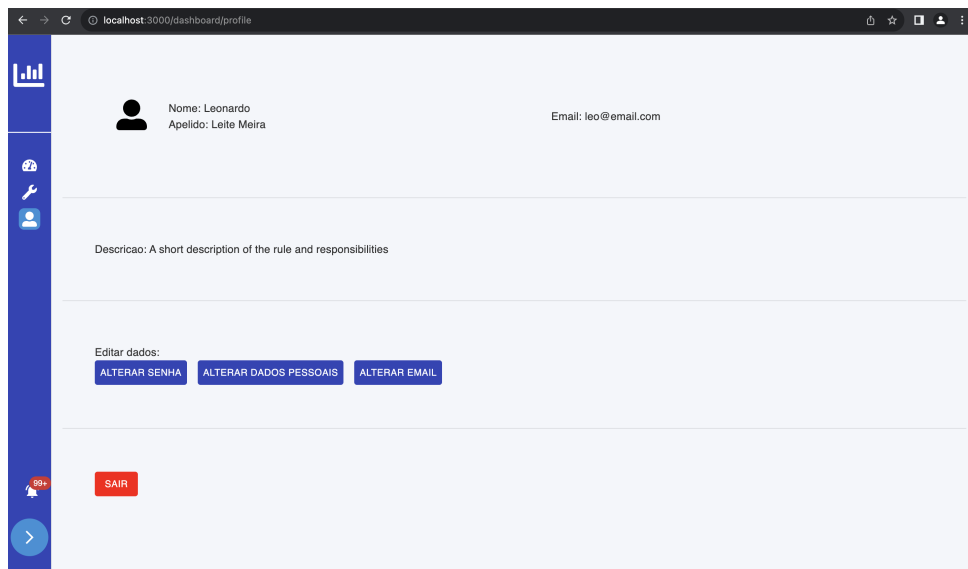 localhost:3000/dashboard/profile
Nome: Leonardo
Apelido: Leite Meira
Email: leo@email.com
Descricao: A short description of the rule and responsibilities
Editar dados:
ALTERAR SENHA
ALTERAR DADOS PESSOAIS
ALTERAR EMAIL
99+
SAIR